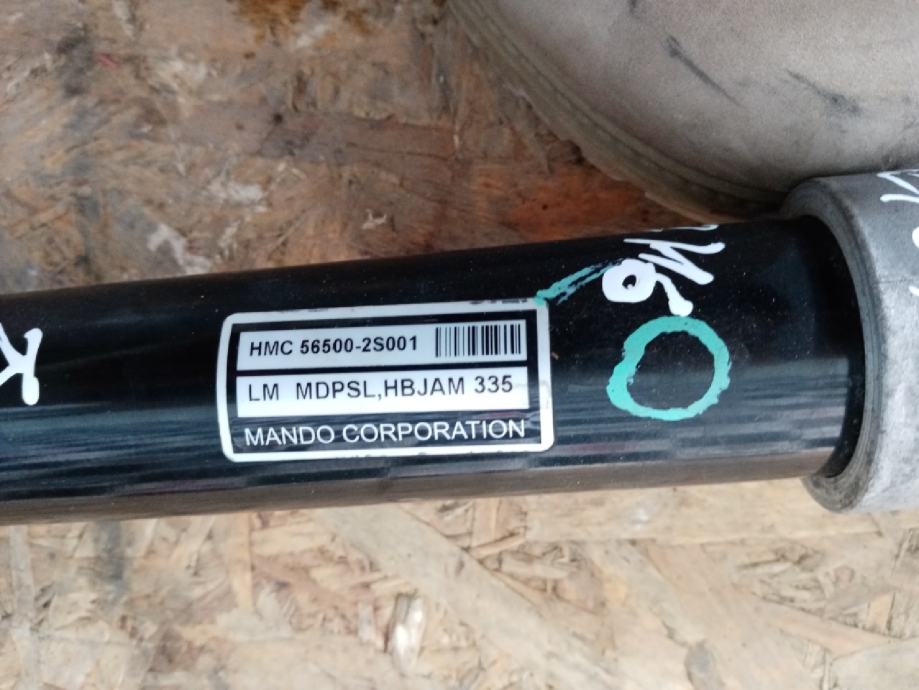 HMC 56500-2S001
LM MDPSL,HBJAM 335
MANDO CORPORATION